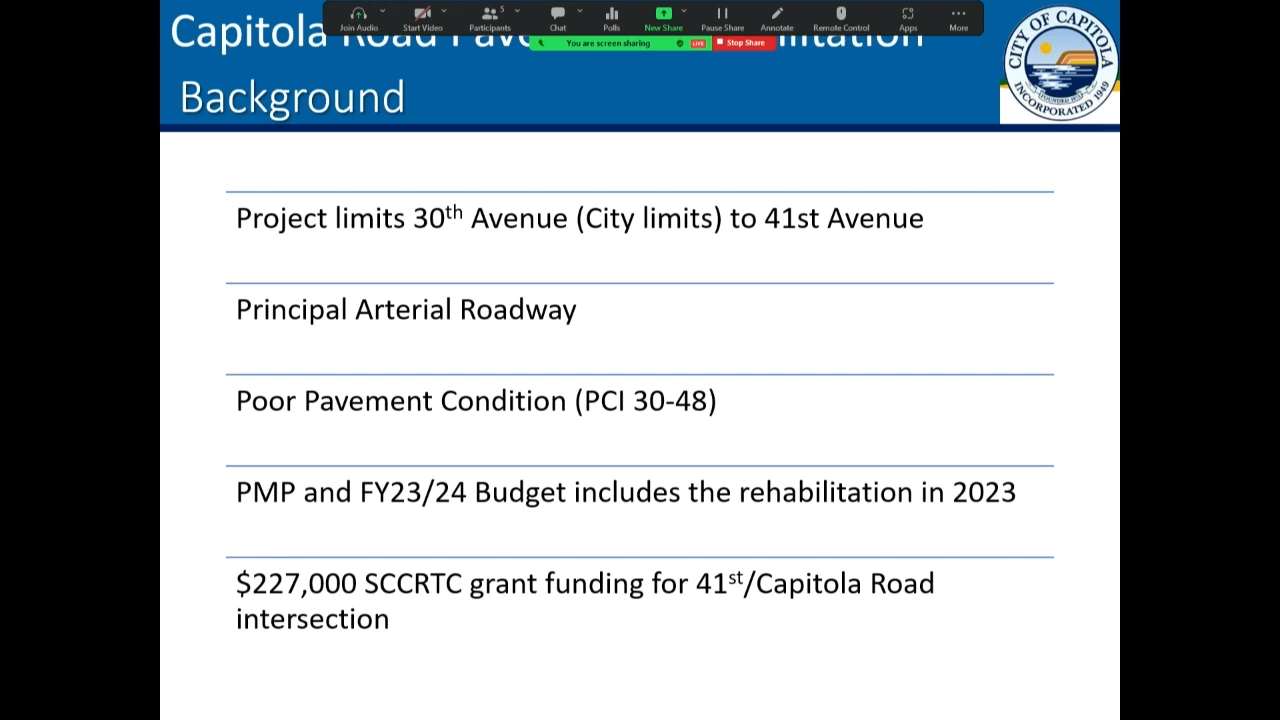 Join Audio Start Video Participants 5 Chat Polls New Share Pause Share Annotate Remote Control Apps More
You are screen sharing LIVE Stop Share
Capitola Road
Background
CITY OF CAPITOLA
INCORPORATED 1949
Project limits 30th Avenue (City limits) to 41st Avenue
Principal Arterial Roadway
Poor Pavement Condition (PCI 30-48)
PMP and FY23/24 Budget includes the rehabilitation in 2023
$227,000 SCCRTC grant funding for 41st/Capitola Road
intersection